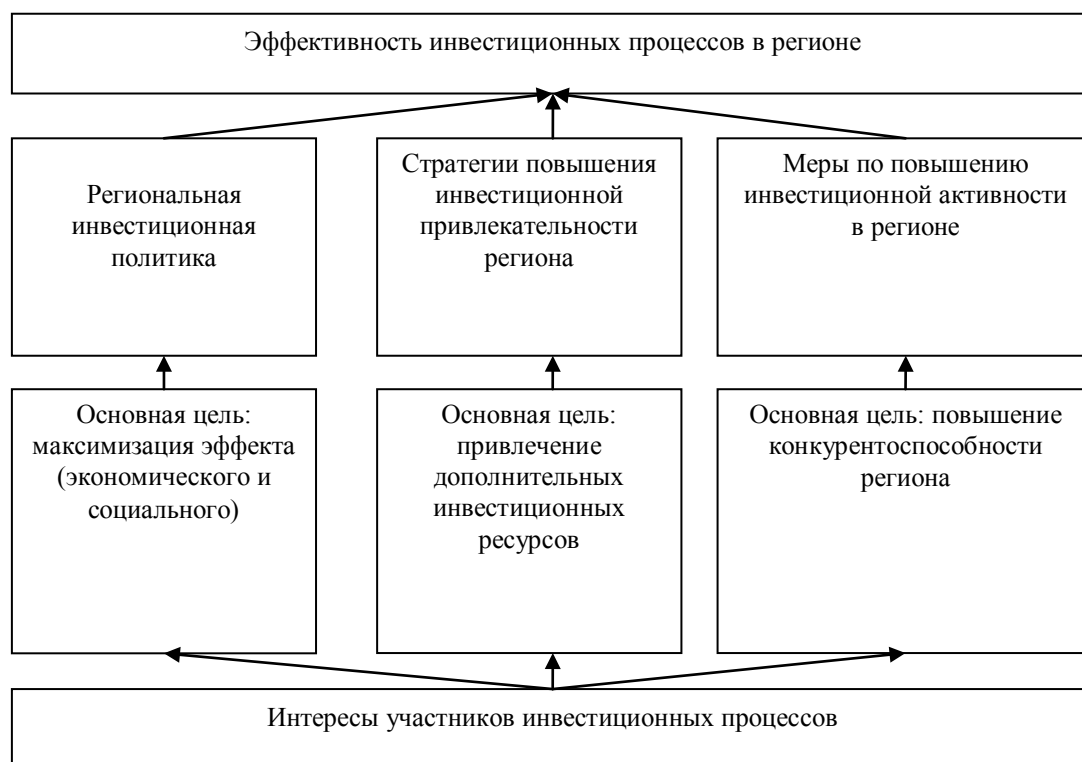 Эффективность инвестиционных процессов в регионе
Региональная
инвестиционная
политика
Стратегии повышения
инвестиционной
привлекательности
региона
Меры по повышению
инвестиционной активности
в регионе
Основная цель:
максимизация эффекта
(экономического и
социального)
Основная цель:
привлечение
дополнительных
инвестиционных
ресурсов
Основная цель: повышение
конкурентоспособности
региона
Интересы участников инвестиционных процессов